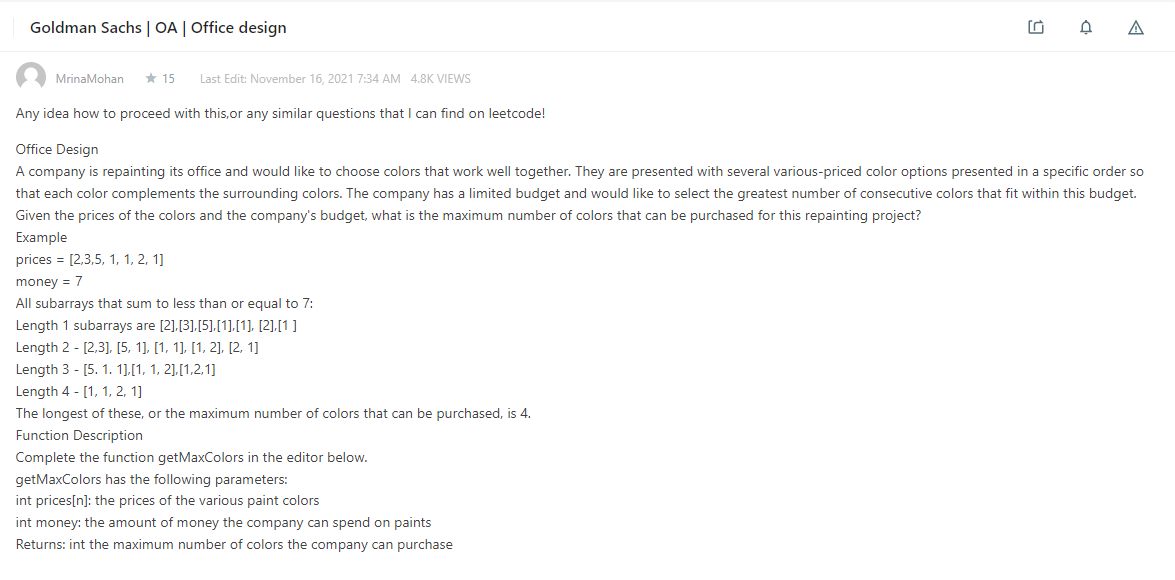 Goldman Sachs | OA | Office design
MrinaMohan 15 Last Edit: November 16, 2021 7:34 AM 4.8K VIEWS
Any idea how to proceed with this,or any similar questions that I can find on leetcode!
Office Design
A company is repainting its office and would like to choose colors that work well together. They are presented with several various-priced color options presented in a specific order so
that each color complements the surrounding colors. The company has a limited budget and would like to select the greatest number of consecutive colors that fit within this budget.
Given the prices of the colors and the company's budget, what is the maximum number of colors that can be purchased for this repainting project?
Example
prices = [2,3,5, 1, 1, 2, 1]
money = 7
All subarrays that sum to less than or equal to 7:
Length 1 subarrays are [2],[3],[5],[1],[1], [2],[1 ]
Length 2 - [2,3], [5, 1], [1, 1], [1, 2], [2, 1]
Length 3 - [5. 1. 1],[1, 1, 2],[1,2,1]
Length 4 - [1, 1, 2, 1]
The longest of these, or the maximum number of colors that can be purchased, is 4.
Function Description
Complete the function getMaxColors in the editor below.
getMaxColors has the following parameters:
int prices[n]: the prices of the various paint colors
int money: the amount of money the company can spend on paints
Returns: int the maximum number of colors the company can purchase